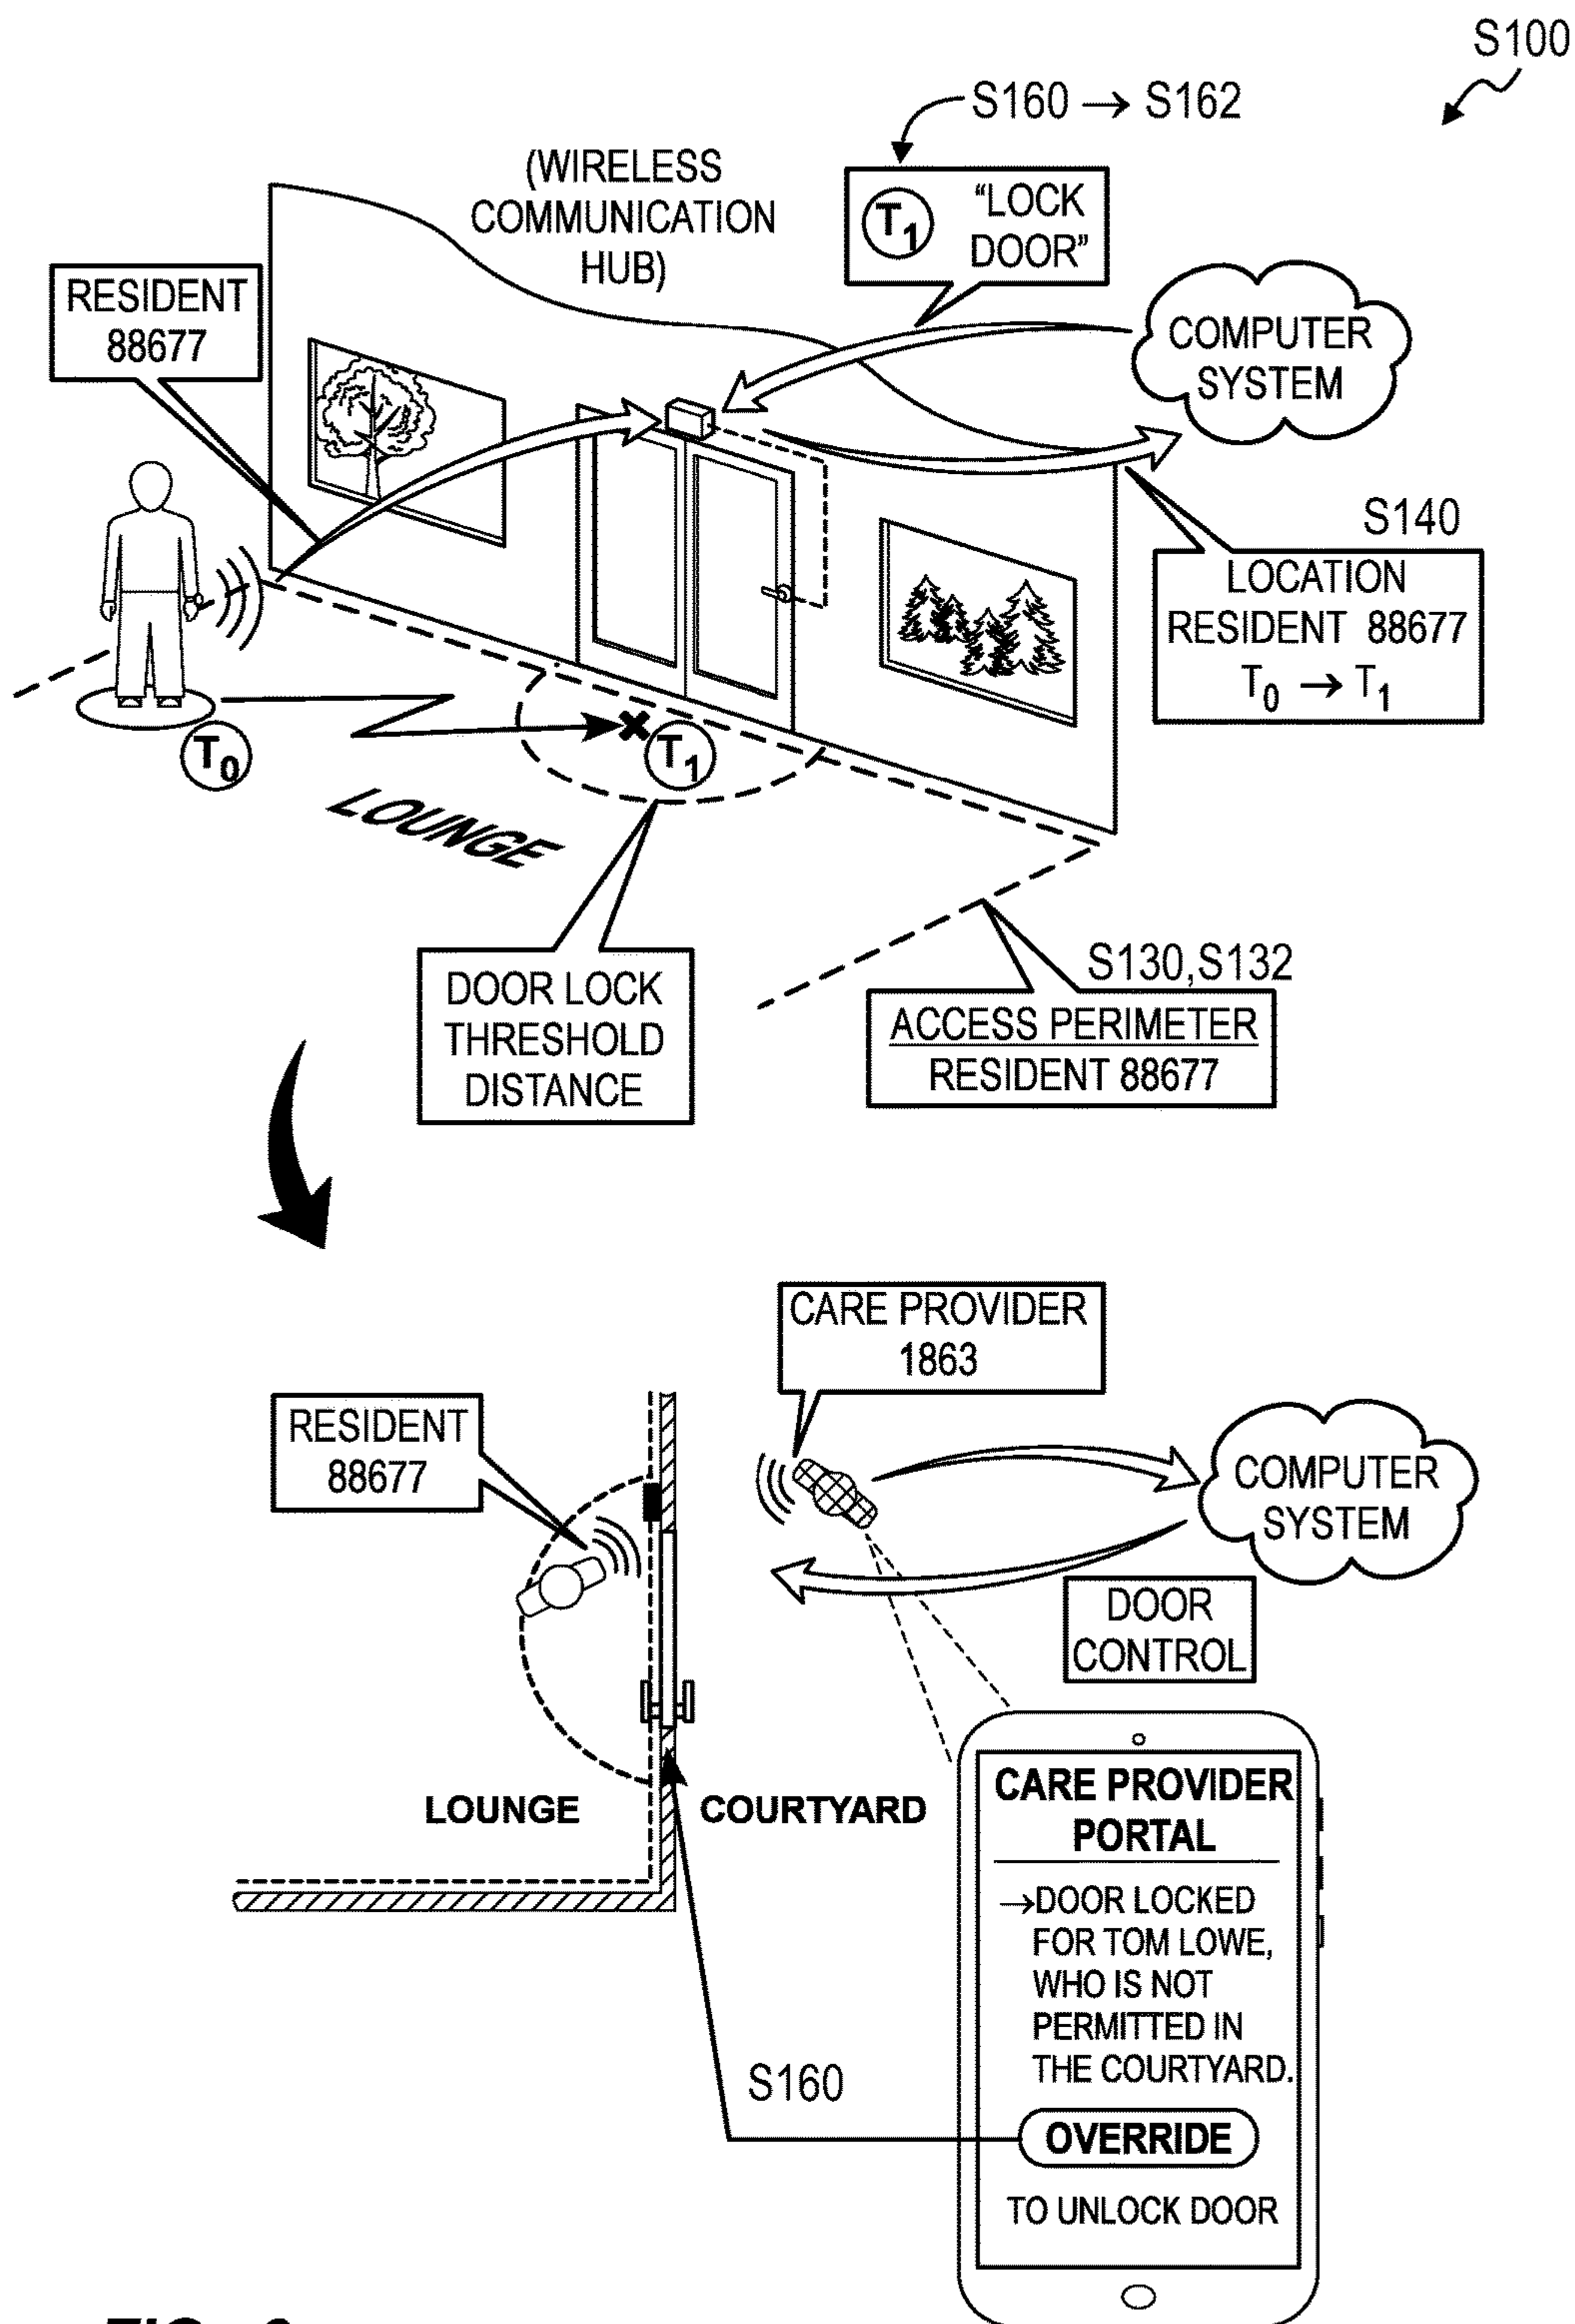 S100
S160 → S162
(WIRELESS
COMMUNICATION
HUB)
T1 "LOCK
DOOR"
RESIDENT
88677
COMPUTER
SYSTEM
S140
LOCATION
RESIDENT 88677
T0 → T1
T0
T1
LOUNGE
DOOR LOCK
THRESHOLD
DISTANCE
S130,S132
ACCESS PERIMETER
RESIDENT 88677
CARE PROVIDER
1863
RESIDENT
88677
COMPUTER
SYSTEM
DOOR
CONTROL
LOUNGE
COURTYARD
CARE PROVIDER
PORTAL
→DOOR LOCKED
FOR TOM LOWE,
WHO IS NOT
PERMITTED IN
THE COURTYARD.
S160
OVERRIDE
TO UNLOCK DOOR